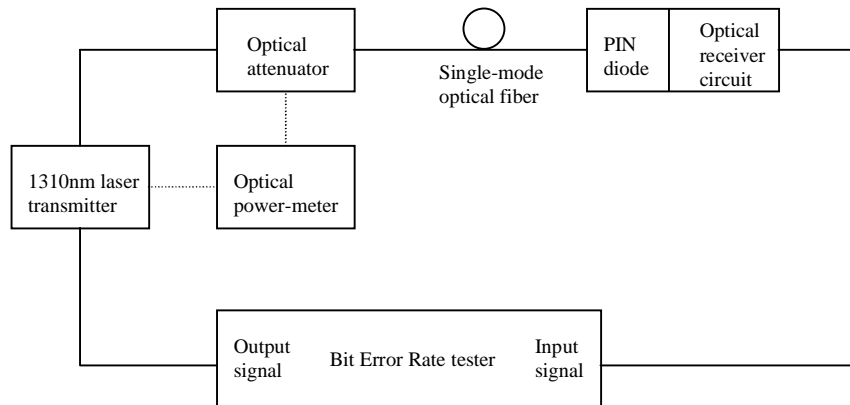 Optical
attenuator
Single-mode
optical fiber
PIN
diode
Optical
receiver
circuit
1310nm laser
transmitter
Optical
power-meter
Output
signal
Bit Error Rate tester
Input
signal